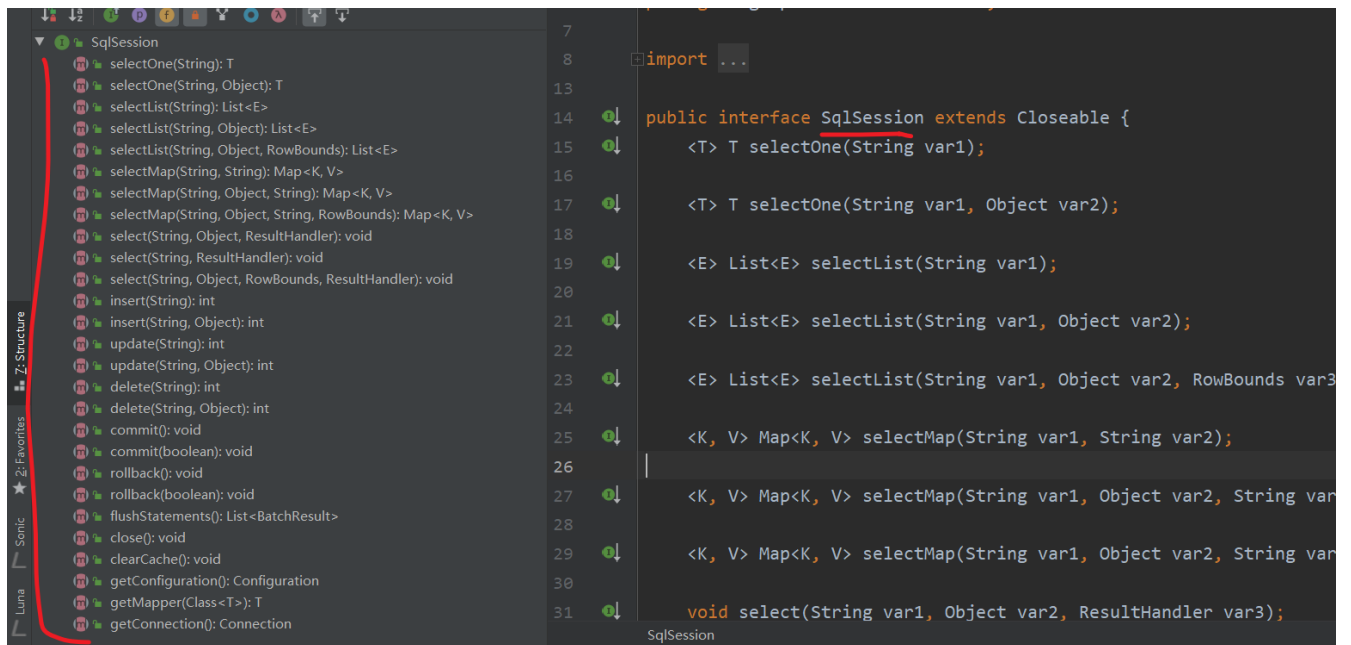 SqlSession
selectOne(String): T
selectOne(String, Object): T
selectList(String): List<E>
selectList(String, Object): List<E>
selectList(String, Object, RowBounds): List<E>
selectMap(String, String): Map<K, V>
selectMap(String, Object, String): Map<K, V>
selectMap(String, Object, String, RowBounds): Map<K, V>
select(String, Object, ResultHandler): void
select(String, ResultHandler): void
select(String, Object, RowBounds, ResultHandler): void
insert(String): int
insert(String, Object): int
update(String): int
update(String, Object): int
delete(String): int
delete(String, Object): int
commit(): void
commit(boolean): void
rollback(): void
rollback(boolean): void
flushStatements(): List<BatchResult>
close(): void
clearCache(): void
getConfiguration(): Configuration
getMapper(Class<T>): T
getConnection(): Connection
7: Structure
2: Favorites
Sonic
Luna
7
8 import ...
13
14 public interface SqlSession extends Closeable {
15 <T> T selectOne(String var1);
16
17 <T> T selectOne(String var1, Object var2);
18
19 <E> List<E> selectList(String var1);
20
21 <E> List<E> selectList(String var1, Object var2);
22
23 <E> List<E> selectList(String var1, Object var2, RowBounds var3
24
25 <K, V> Map<K, V> selectMap(String var1, String var2);
26
27 <K, V> Map<K, V> selectMap(String var1, Object var2, String var
28
29 <K, V> Map<K, V> selectMap(String var1, Object var2, String var
30
31 void select(String var1, Object var2, ResultHandler var3);
SqlSession